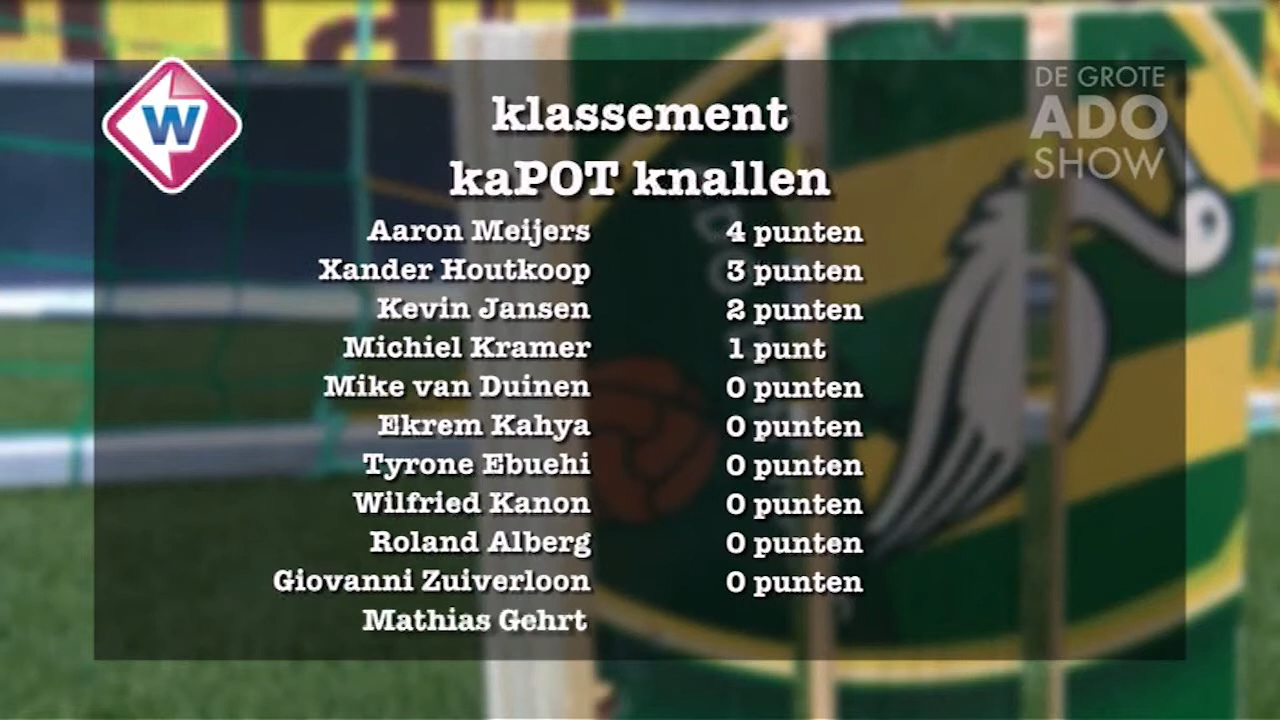 W
DE GROTE
ADO
SHOW
klassement
kaPOT knallen
Aaron Meijers 4 punten
Xander Houtkoop 3 punten
Kevin Jansen 2 punten
Michiel Kramer 1 punt
Mike van Duinen 0 punten
Ekrem Kahya 0 punten
Tyrone Ebuehi 0 punten
Wilfried Kanon 0 punten
Roland Alberg 0 punten
Giovanni Zuiverloon 0 punten
Mathias Gehrt